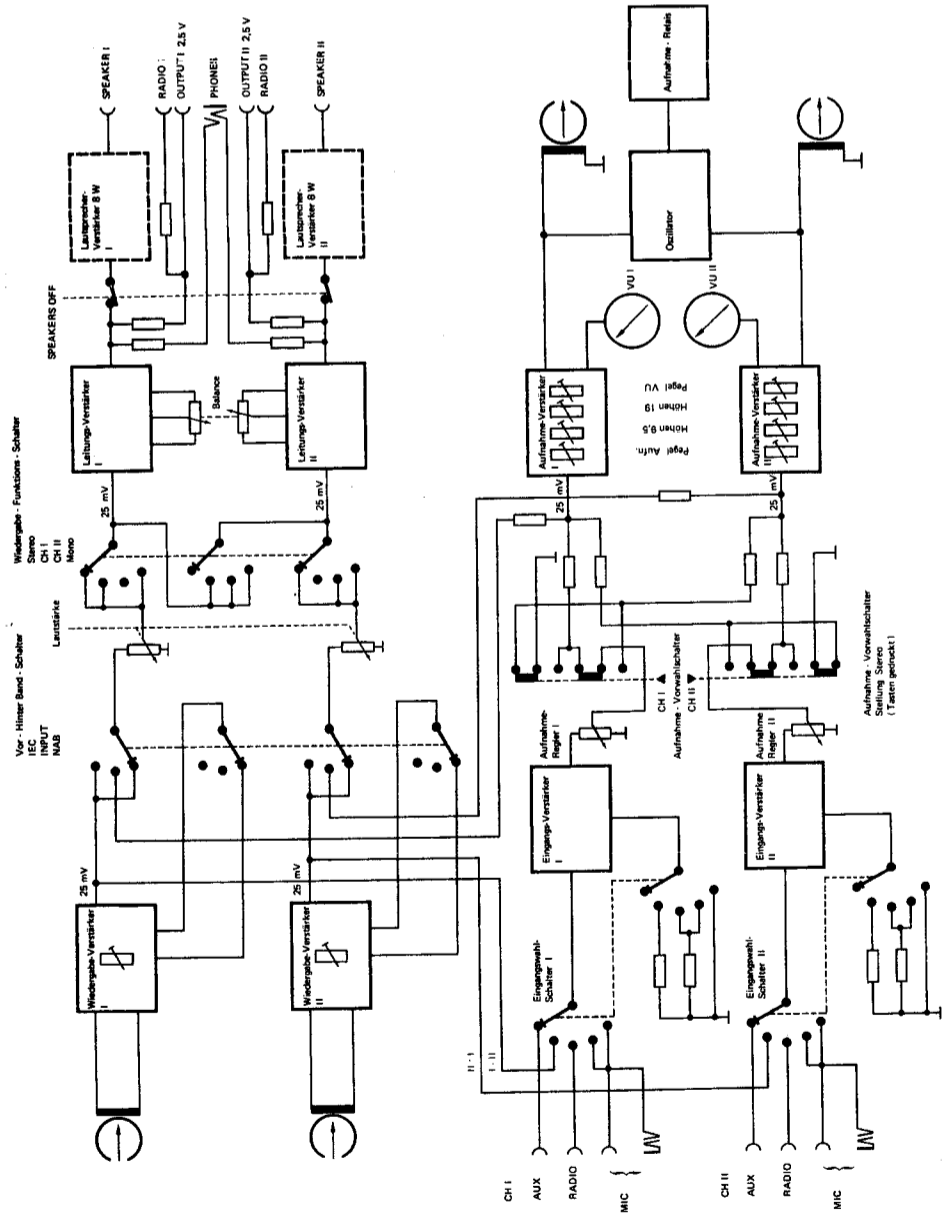 Vor - Hinter Band - Schalter
IEC
INPUT
NAB
Wiedergabe - Funktions - Schalter
Stereo
CH I
CH II
Mono
SPEAKERS OFF
Lautstärke
Wiedergabe-Verstärker
I
25 mV
25 mV
Leitungs-Verstärker
I
Balance
Lautsprecher-
Verstärker 8 W
I
SPEAKER I
RADIO I
OUTPUT I 2,5 V
PHONES
OUTPUT II 2,5 V
RADIO II
SPEAKER II
Wiedergabe-Verstärker
II
25 mV
25 mV
Leitungs-Verstärker
II
Lautsprecher-
Verstärker 8 W
II
II - I
I - II
CH I
AUX
RADIO
MIC
Eingangswahl-
Schalter I
Eingangs-Verstärker
I
Aufnahme-
Regler I
25 mV
Aufnahme-Verstärker
I
Pegel Aufn.
Höhen 9,5
Höhen 19
Pegel VU
VU I
VU II
Oszillator
Aufnahme - Relais
CH I
CH II
Aufnahme - Vorwahlschalter
CH II
AUX
RADIO
MIC
Eingangswahl-
Schalter II
Eingangs-Verstärker
II
Aufnahme
Regler II
25 mV
Aufnahme-Verstärker
II
Aufnahme - Vorwahlschalter
Stellung Stereo
( Tasten gedrückt )